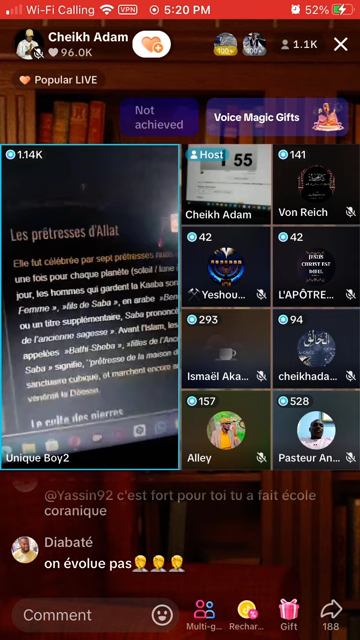 Wi-Fi Calling
VPN
5:20 PM
52%
Cheikh Adam
96.0K
1.1K
Popular LIVE
Not achieved
Voice Magic Gifts
1.14K
Les prêtresses d'Allat
Elle fut célébrée par sept prêtresses
une fois pour chaque planète (soleil / lune
jour, les hommes qui gardent la Kaaba son
Femme », »fils de Saba », en arabe »Ben
ou un titre supplémentaire, Saba prononcé
de l'ancienne sagesse ». Avant l'Islam, les
appelées »Bathi-Sheba », »filles de l'Anc
Saba » signifie, "prêtresse de la maison d
sanctuaire cubique, et marchent encore a
vénérait la Déesse.
Le culte des pierres
Unique Boy2
Host
55
Cheikh Adam
141
Von Reich
42
Yeshou...
42
JESUS
CHRIST EST
L'APÔTRE...
293
Ismaël Aka...
94
cheikhada...
157
Alley
528
Pasteur An...
@Yassin92 c'est fort pour toi tu a fait école
coranique
Diabaté
on évolue pas🤦🤦🤦
Comment
Multi-g...
Rechar...
Gift
188